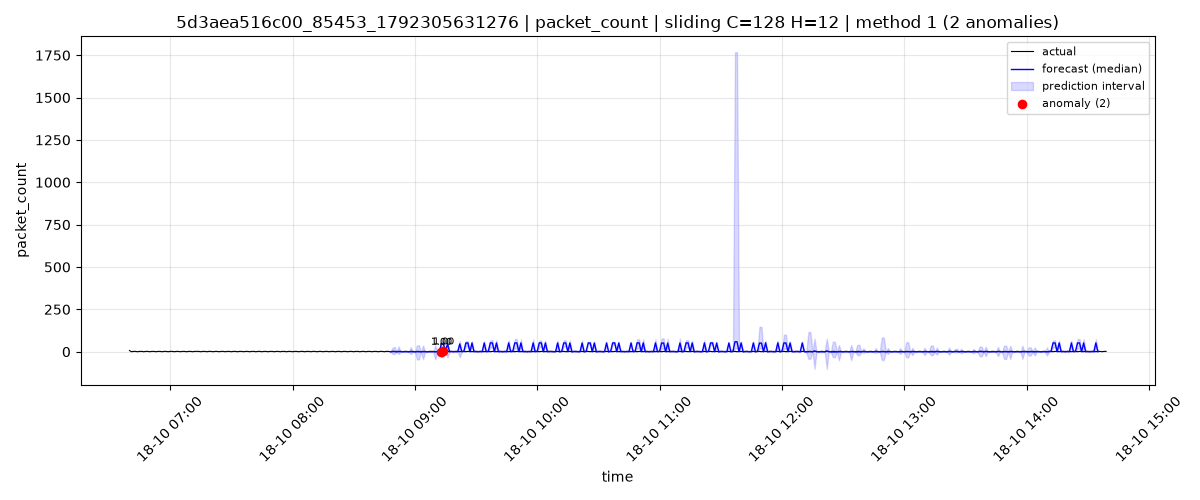 5d3aea516c00_85453_1792305631276 | packet_count | sliding C=128 H=12 | method 1 (2 anomalies)
actual
forecast (median)
prediction interval
anomaly (2)
packet_count
1750
1500
1250
1000
750
500
250
0
18-10 07:00
18-10 08:00
18-10 09:00
18-10 10:00
18-10 11:00
18-10 12:00
18-10 13:00
18-10 14:00
18-10 15:00
time